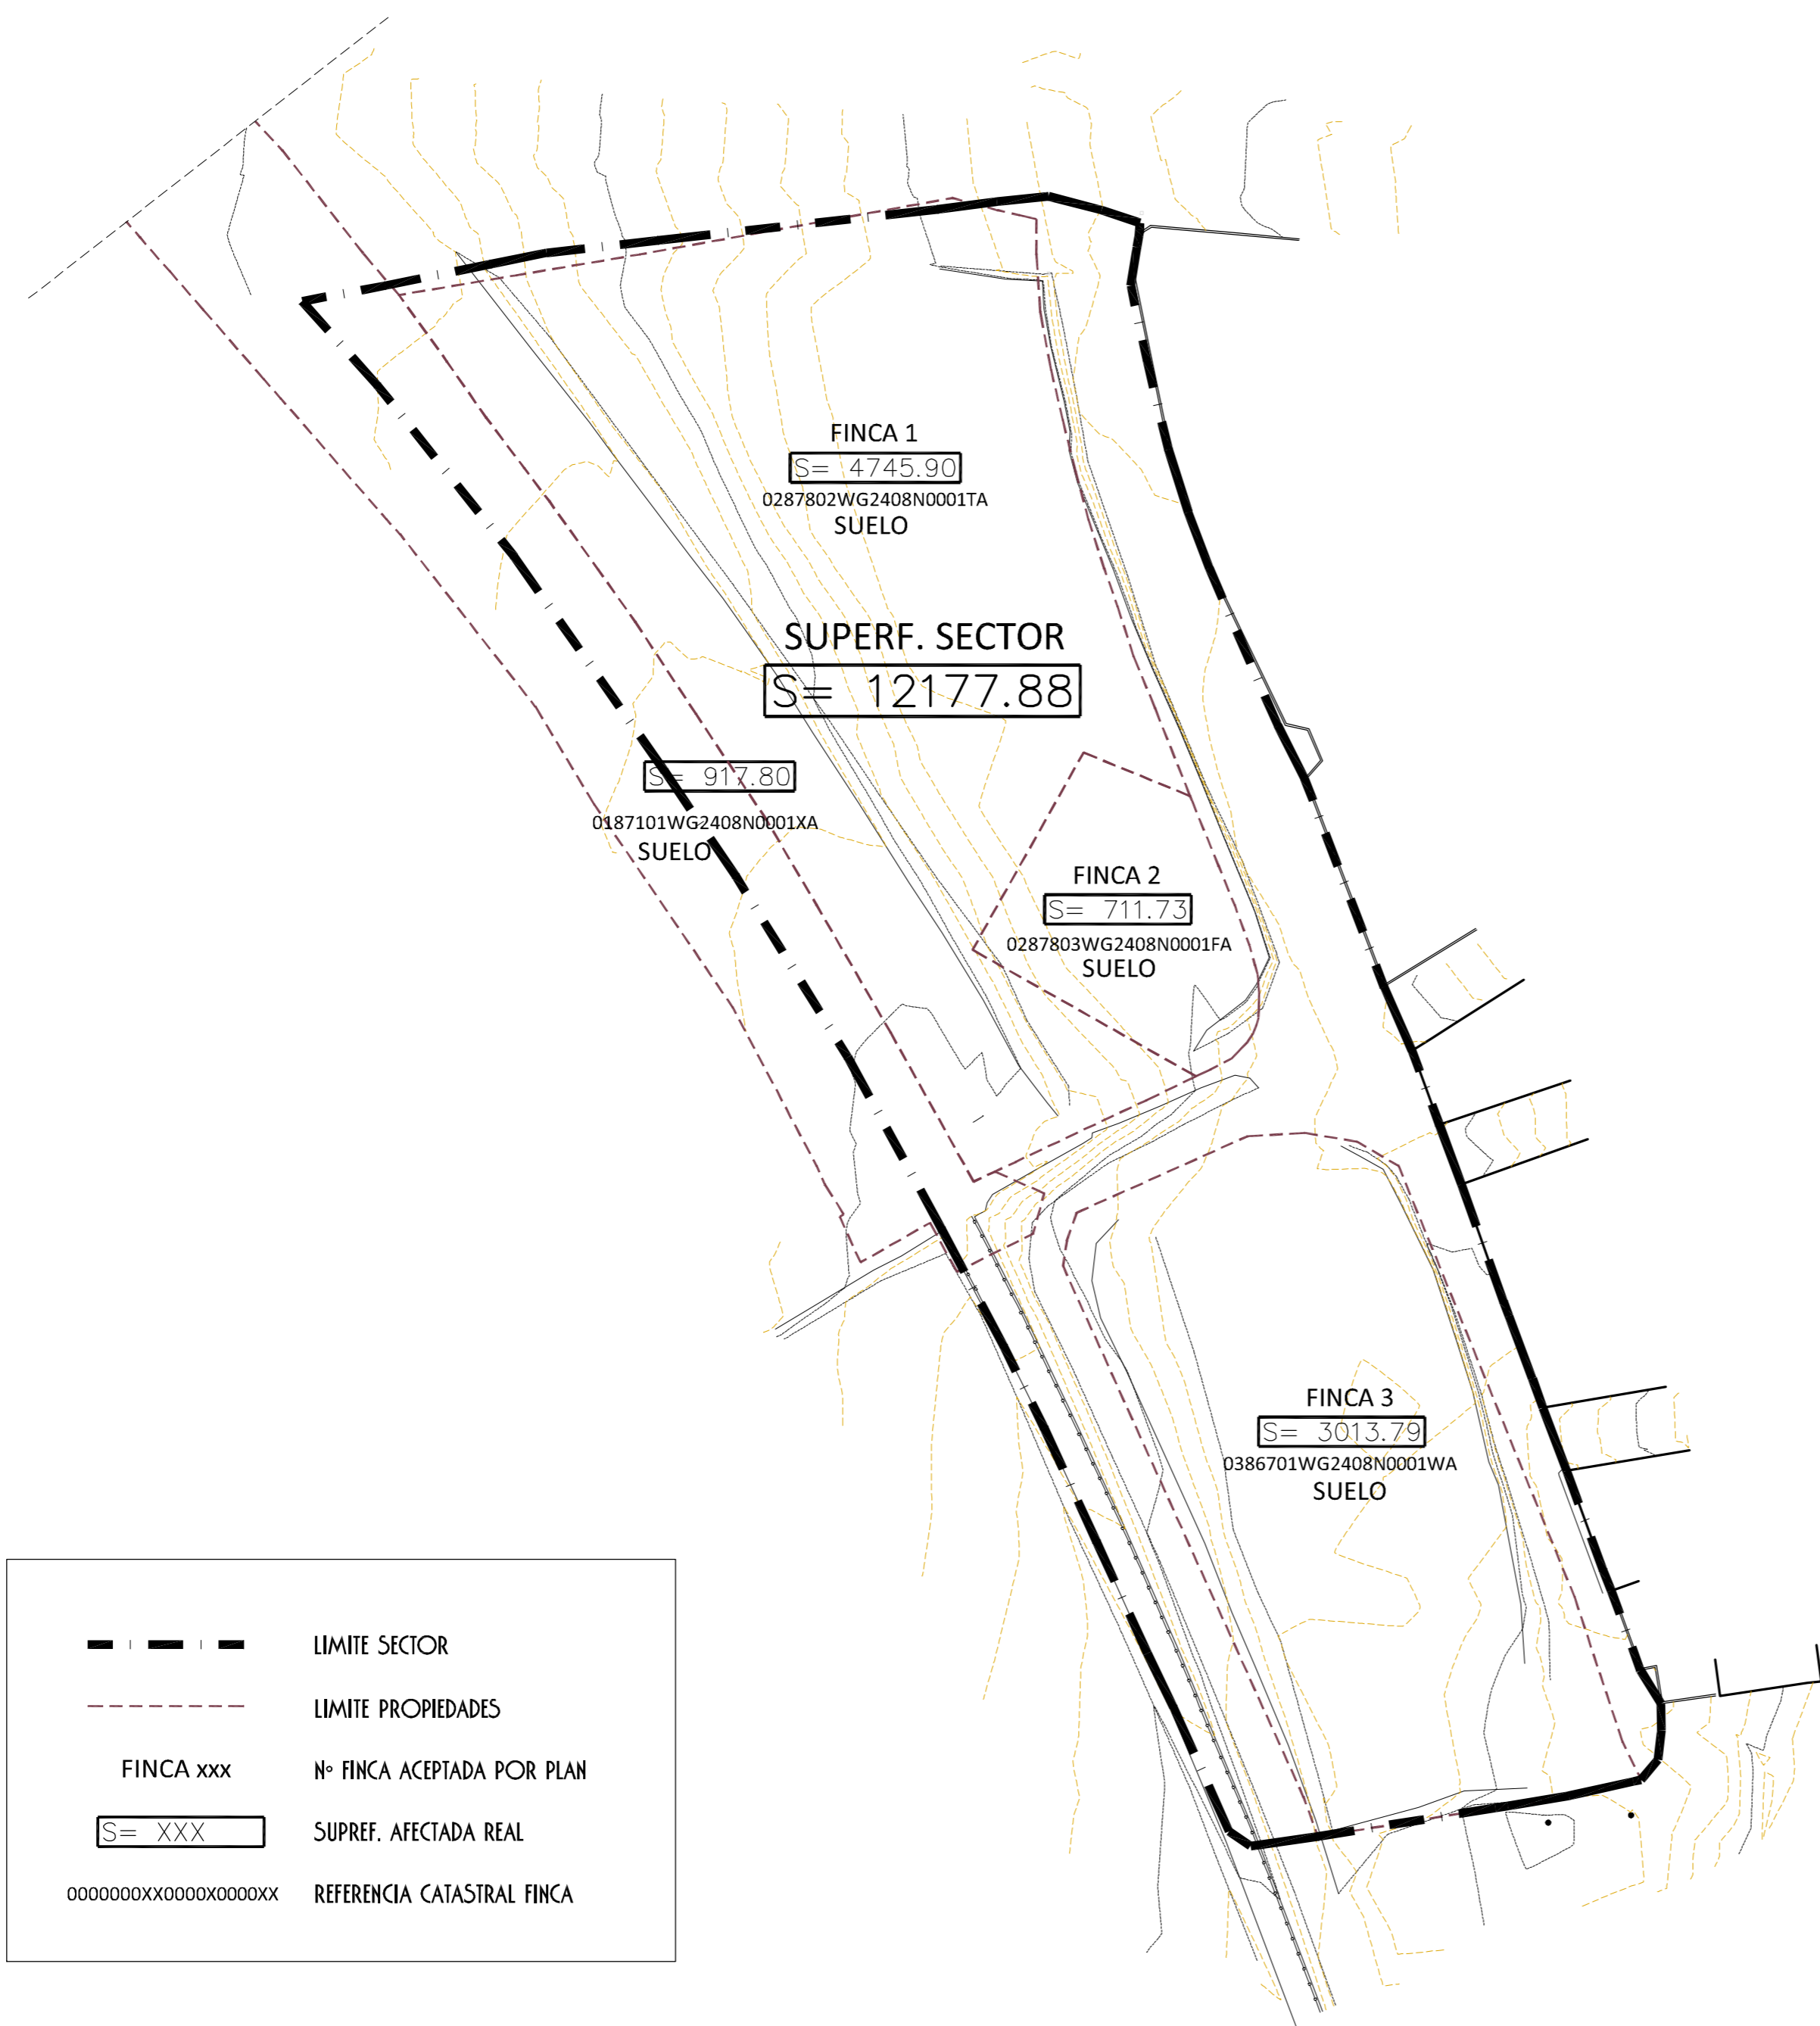 FINCA 1
S= 4745.90
0287802WG2408N0001TA
SUELO
SUPERF. SECTOR
S= 12177.88
S= 917.80
0187101WG2408N0001XA
SUELO
FINCA 2
S= 711.73
0287803WG2408N0001FA
SUELO
FINCA 3
S= 3013.79
0386701WG2408N0001WA
SUELO
LIMITE SECTOR
LIMITE PROPIEDADES
FINCA xxx Nº FINCA ACEPTADA POR PLAN
S= XXX SUPREF. AFECTADA REAL
0000000XX0000X0000XX REFERENCIA CATASTRAL FINCA